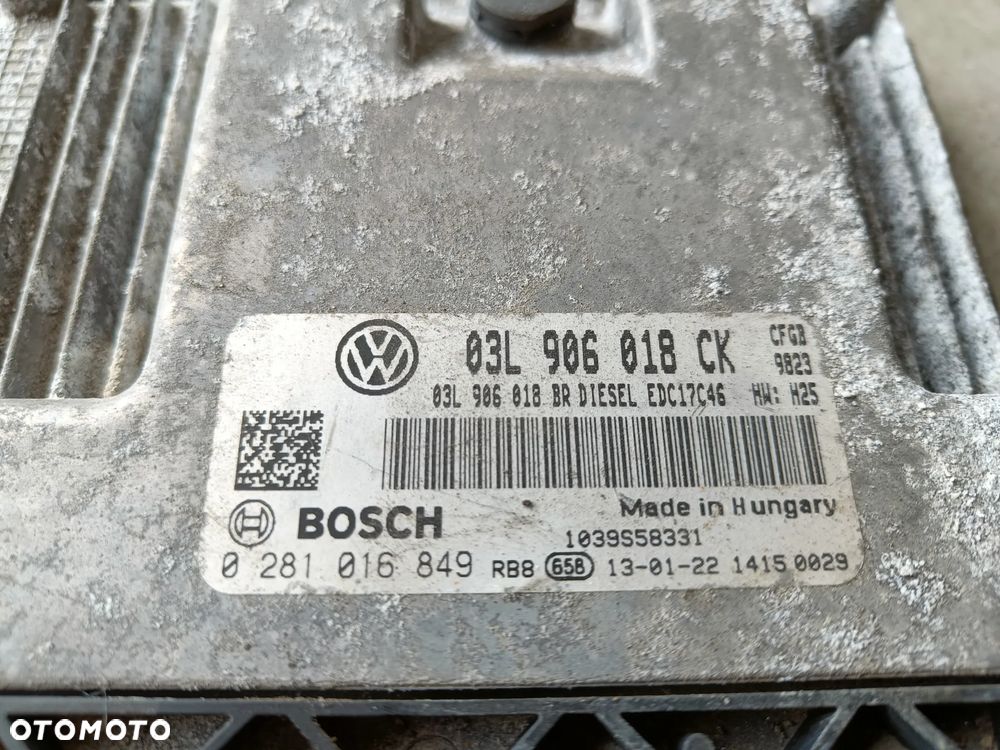 03L 906 018 CK CFGB
9823
03L 906 018 BR DIESEL EDC17C46 HW: H25
Made in Hungary
BOSCH
1039S58331
0 281 016 849 RB8 658 13-01-22 1415 0029
OTOMOTO